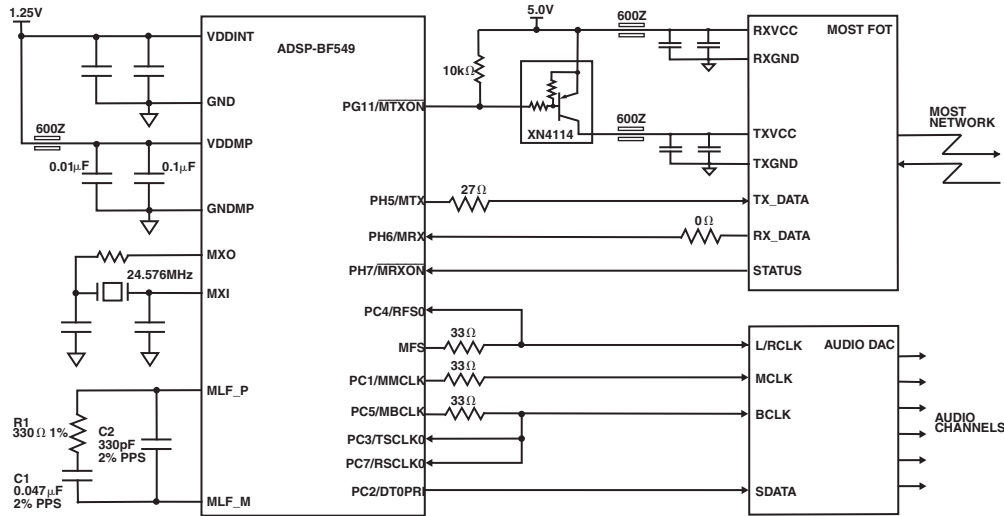 1.25V
VDDINT
GND
600Z
VDDMP
0.01μF
0.1μF
GNDMP
MXO
24.576MHz
MXI
MLF_P
R1
330Ω 1%
C2
330pF
2% PPS
C1
0.047μF
2% PPS
MLF_M
ADSP-BF549
PG11/MTXON
PH5/MTX
PH6/MRX
PH7/MRXON
PC4/RFS0
MFS
PC1/MMCLK
PC5/MBCLK
PC3/TSCLK0
PC7/RSCLK0
PC2/DT0PRI
5.0V
10kΩ
XN4114
600Z
600Z
27Ω
0Ω
33Ω
33Ω
33Ω
MOST FOT
RXVCC
RXGND
TXVCC
TXGND
TX_DATA
RX_DATA
STATUS
MOST
NETWORK
AUDIO DAC
L/RCLK
MCLK
BCLK
SDATA
AUDIO
CHANNELS